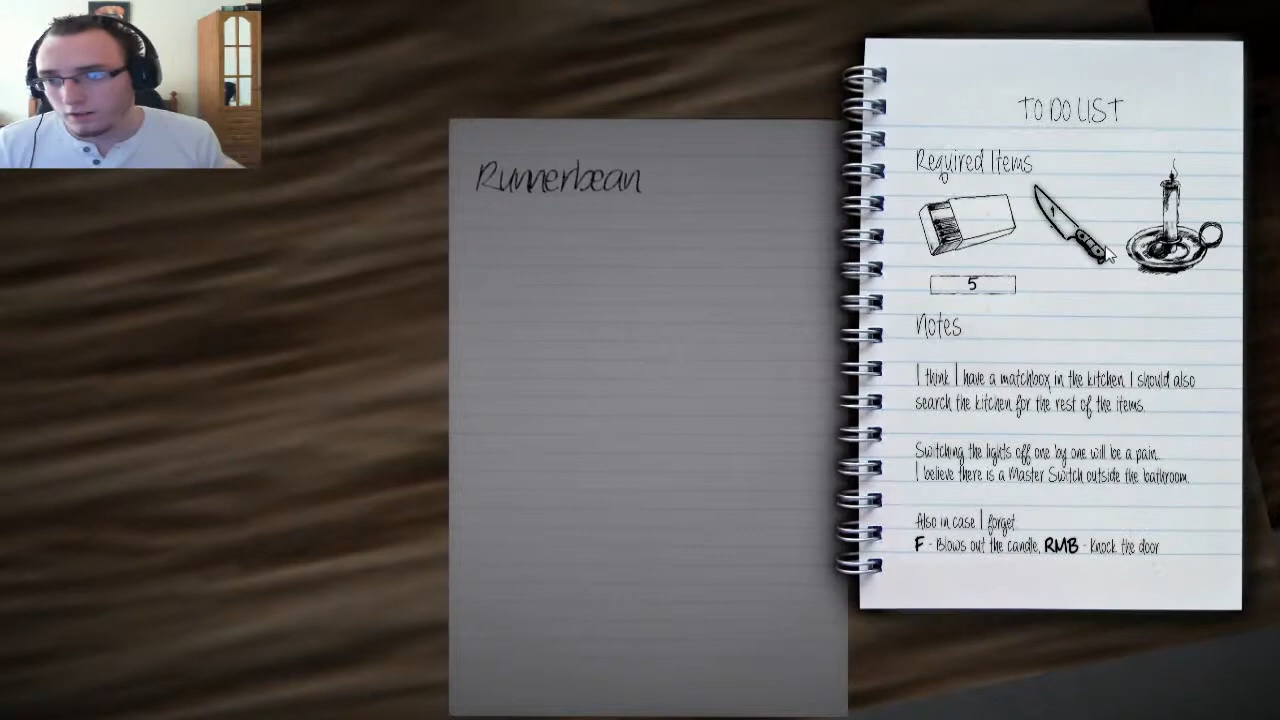 Runnerbean
TO DO LIST
Required Items
5
Notes
I think I have a matchbox in the kitchen. I should also
search the kitchen for the rest of the items.
Switching the lights off one by one will be a pain.
I believe there is a Master Switch outside the bathroom.
Also in case I forget
F - Blows out the candle, RMB - Knock the door